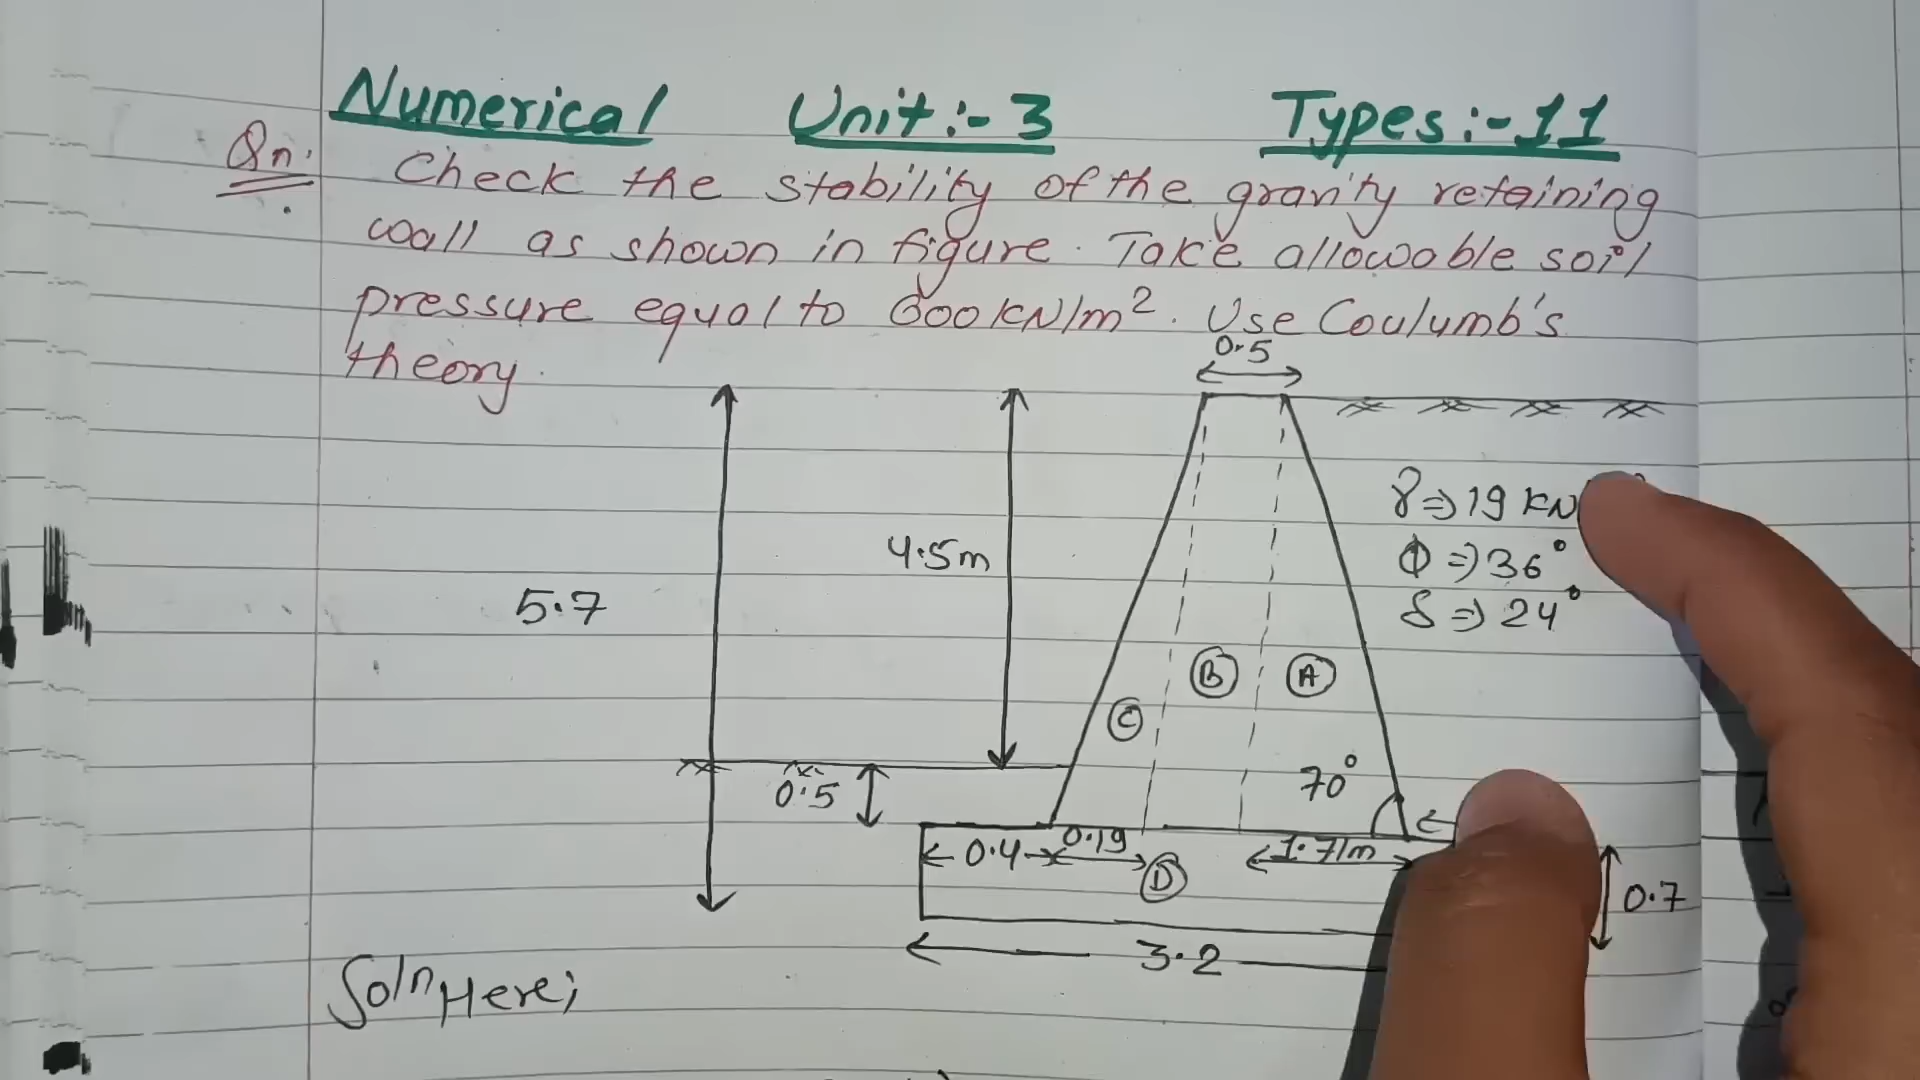 Numerical Unit:- 3 Types:- 11
Qn: Check the stability of the gravity retaining
wall as shown in figure. Take allowable soil
pressure equal to 600 kN/m². Use Coulumb's
theory.
0.5
γ => 19 KN
4.5m
φ => 36°
5.7
δ => 24°
B A
C
70°
0.5
0.4 0.19 1.71m
D
0.7
3.2
Soln Here;